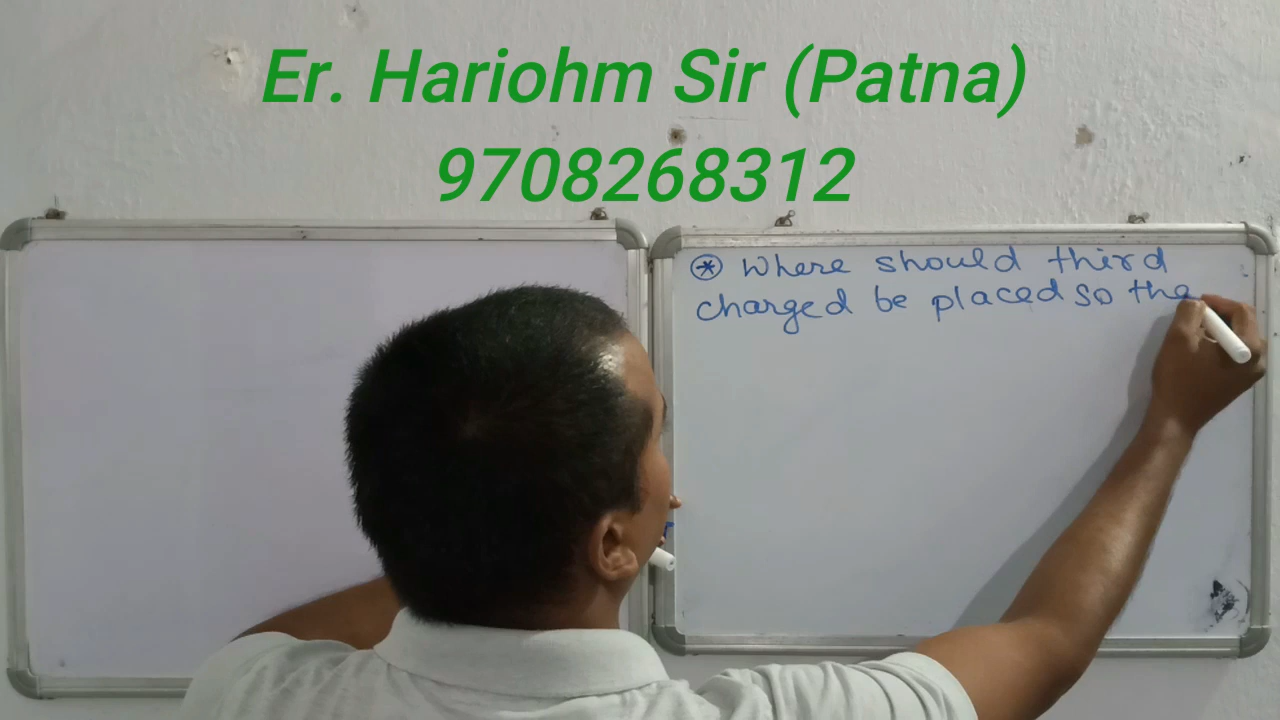 Er. Hariohm Sir (Patna)
9708268312
⊛ Where should third
charged be placed so the